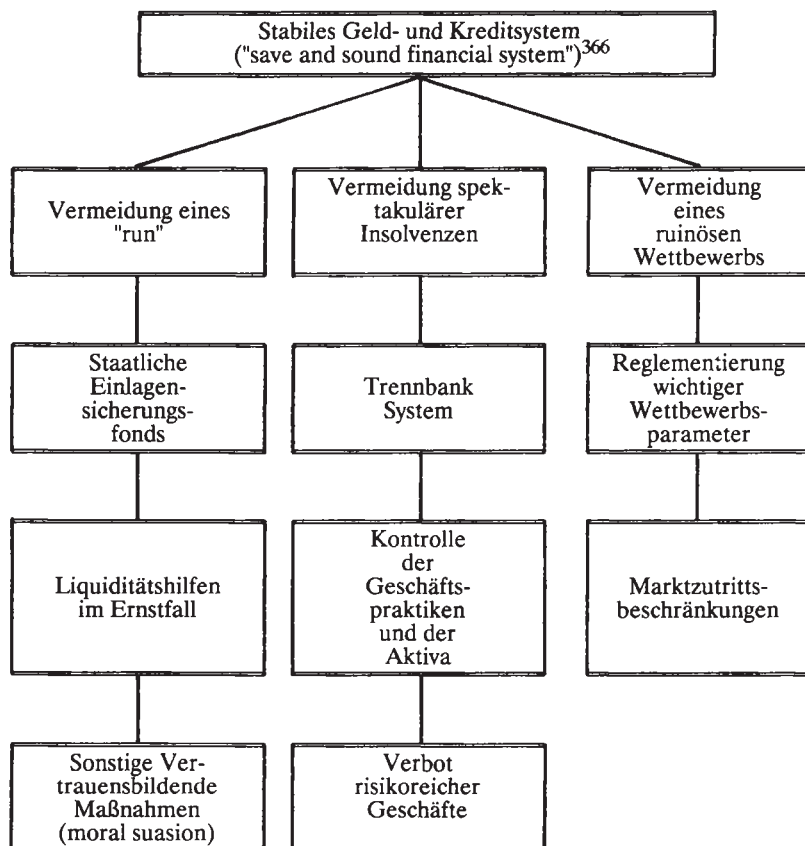 Stabiles Geld- und Kreditsystem
("save and sound financial system")366
Vermeidung eines
"run"
Vermeidung spek-
takulärer
Insolvenzen
Vermeidung
eines
ruinösen
Wettbewerbs
Staatliche
Einlagen-
sicherungs-
fonds
Trennbank
System
Reglementierung
wichtiger
Wettbewerbs-
parameter
Liquiditätshilfen
im Ernstfall
Kontrolle
der
Geschäfts-
praktiken
und der
Aktiva
Marktzutritts-
beschränkungen
Sonstige Ver-
trauensbildende
Maßnahmen
(moral suasion)
Verbot
risikoreicher
Geschäfte